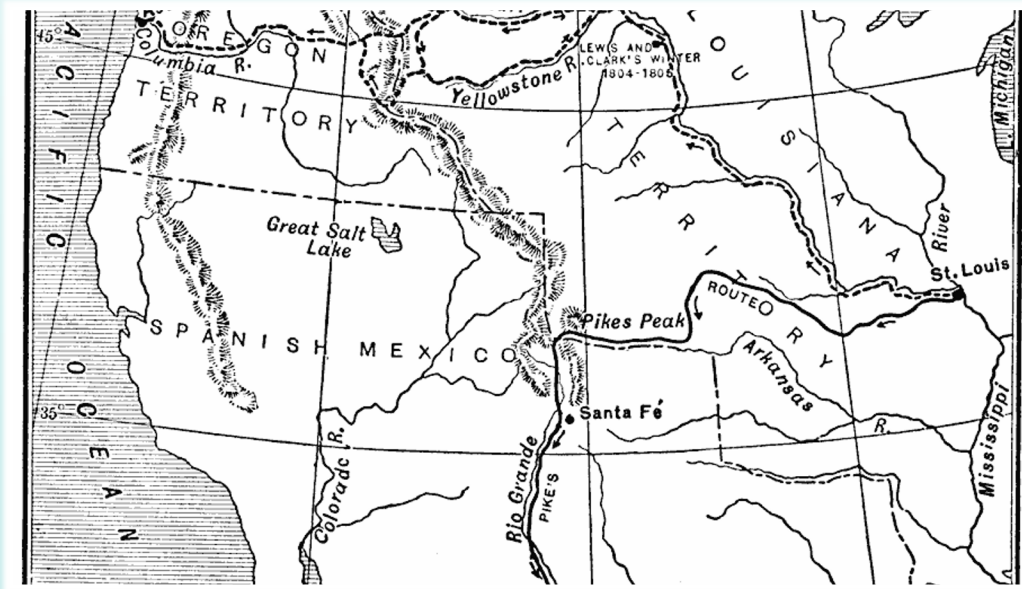 45°
OREGON
TERRITORY
Columbia R.
PACIFIC
OCEAN
Yellowstone R.
LEWIS AND
CLARK'S WINTER
1804-1805
LOUISIANA
TERRITORY
L. Michigan
River
St. Louis
Great Salt
Lake
SPANISH MEXICO
Pikes Peak
ROUTE
Arkansas
R.
35°
Santa Fé
Mississippi
Colorado R.
Rio Grande
PIKE'S